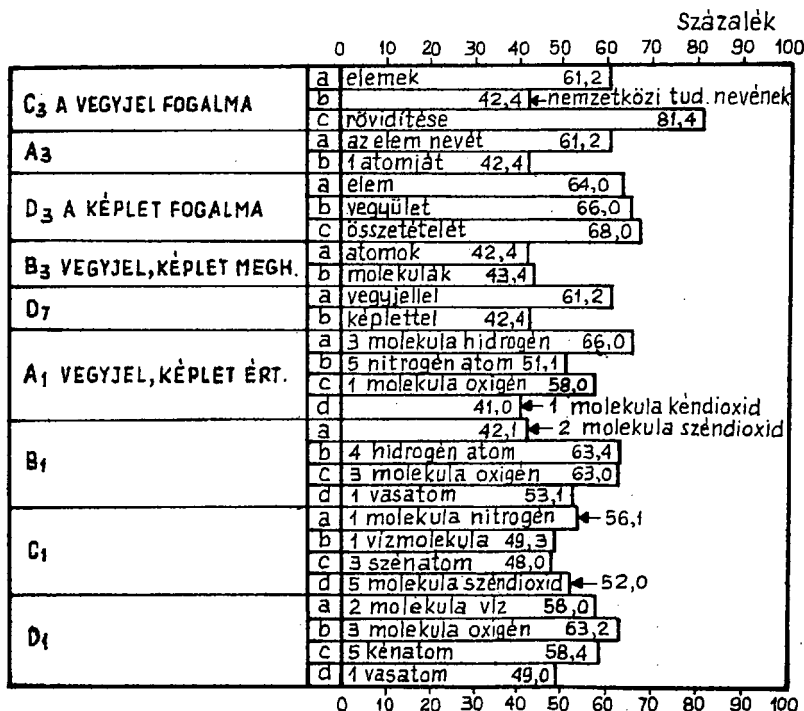 Százalék
0 10 20 30 40 50 60 70 80 90 100
C3 A VEGYJEL FOGALMA
a elemek 61,2
b 42,4 nemzetközi tud. nevének
c rövidítése 81,4
A3
a az elem nevét 61,2
b 1 atomját 42,4
D3 A KÉPLET FOGALMA
a elem 64,0
b vegyület 66,0
c összetételét 68,0
B3 VEGYJEL, KÉPLET MEGH.
a atomok 42,4
b molekulák 43,4
D7
a vegyjellel 61,2
b képlettel 42,4
A1 VEGYJEL, KÉPLET ÉRT.
a 3 molekula hidrogén 66,0
b 5 nitrogén atom 51,1
c 1 molekula oxigén 58,0
d 41,0 1 molekula kéndioxid
B1
a 42,1 2 molekula széndioxid
b 4 hidrogén atom 63,4
c 3 molekula oxigén 63,0
d 1 vasatom 53,1
C1
a 1 molekula nitrogén 56,1
b 1 vízmolekula 49,3
c 3 szénatom 48,0
d 5 molekula széndioxid 52,0
D1
a 2 molekula víz 58,0
b 3 molekula oxigén 63,2
c 5 kénatom 58,4
d 1 vasatom 49,0
0 10 20 30 40 50 60 70 80 90 100